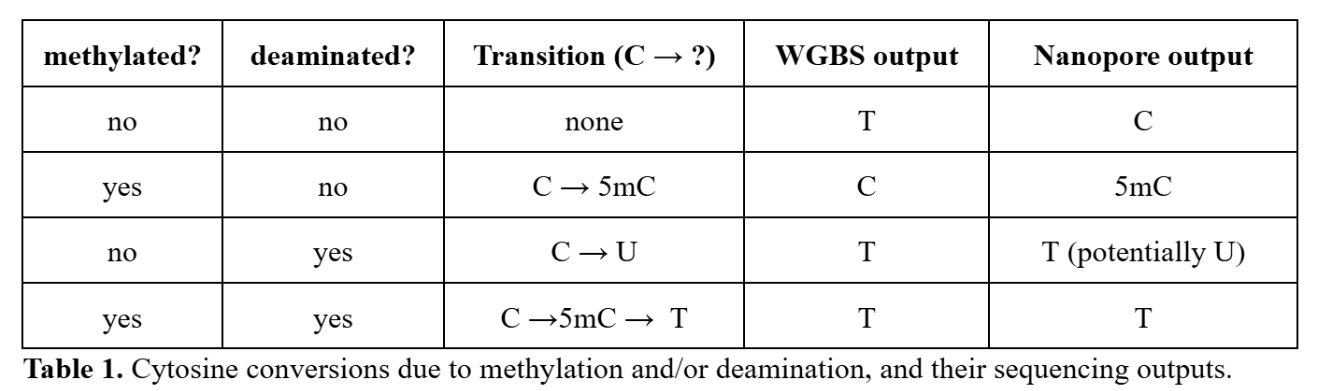 methylated? deaminated? Transition (C → ?) WGBS output Nanopore output
no no none T C
yes no C → 5mC C 5mC
no yes C → U T T (potentially U)
yes yes C →5mC → T T T
Table 1. Cytosine conversions due to methylation and/or deamination, and their sequencing outputs.